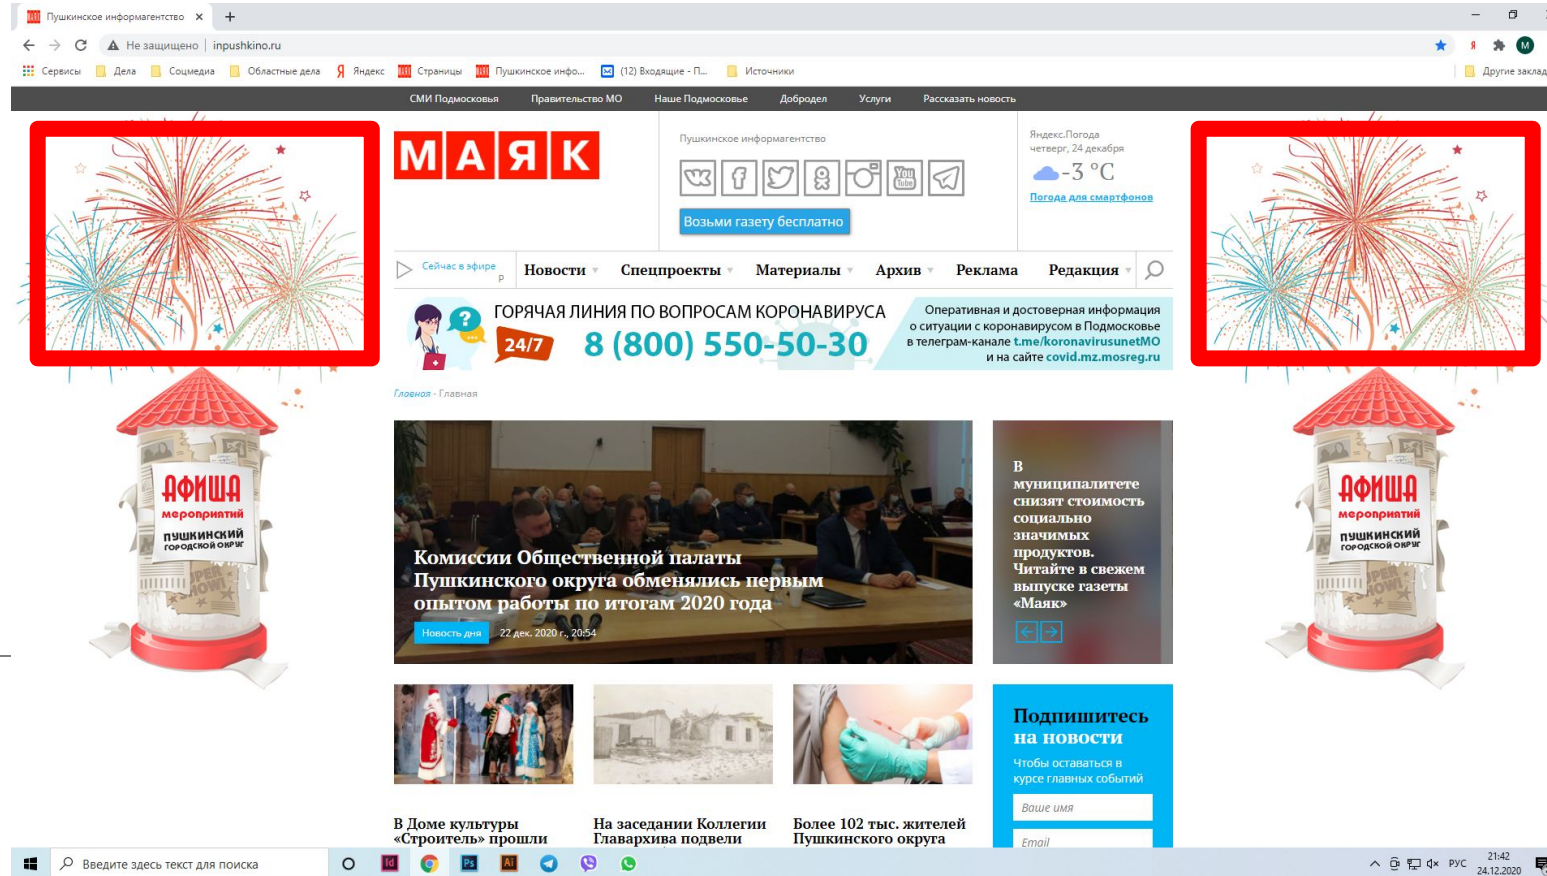 Пушкинское информагентство
Не защищено | inpushkino.ru
Я
М
Сервисы Дела Соцмедиа Областные дела Яндекс Страницы Пушкинское инфо... (12) Входящие - П... Источники Другие заклад
СМИ Подмосковья Правительство МО Наше Подмосковье Добродел Услуги Рассказать новость
МАЯК
Пушкинское информагентство
You Tube
Возьми газету бесплатно
Яндекс.Погода
четверг, 24 декабря
-3 °C
Погода для смартфонов
Сейчас в эфире
Р
Новости Спецпроекты Материалы Архив Реклама Редакция
ГОРЯЧАЯ ЛИНИЯ ПО ВОПРОСАМ КОРОНАВИРУСА
24/7 8 (800) 550-50-30
Оперативная и достоверная информация
о ситуации с коронавирусом в Подмосковье
в телеграм-канале t.me/koronavirusunetMO
и на сайте covid.mz.mosreg.ru
Главная - Главная
АФИША
мероприятий
ПУШКИНСКИЙ
ГОРОДСКОЙ ОКРУГ
Комиссии Общественной палаты
Пушкинского округа обменялись первым
опытом работы по итогам 2020 года
Новость дня 22 дек. 2020 г., 20:54
В
муниципалитете
снизят стоимость
социально
значимых
продуктов.
Читайте в свежем
выпуске газеты
«Маяк»
АФИША
мероприятий
ПУШКИНСКИЙ
ГОРОДСКОЙ ОКРУГ
В Доме культуры
«Строитель» прошли
На заседании Коллегии
Главархива подвели
Более 102 тыс. жителей
Пушкинского округа
Подпишитесь
на новости
Чтобы оставаться в
курсе главных событий
Ваше имя
Email
Введите здесь текст для поиска
Id
Ps
Ai
РУС
21:42
24.12.2020